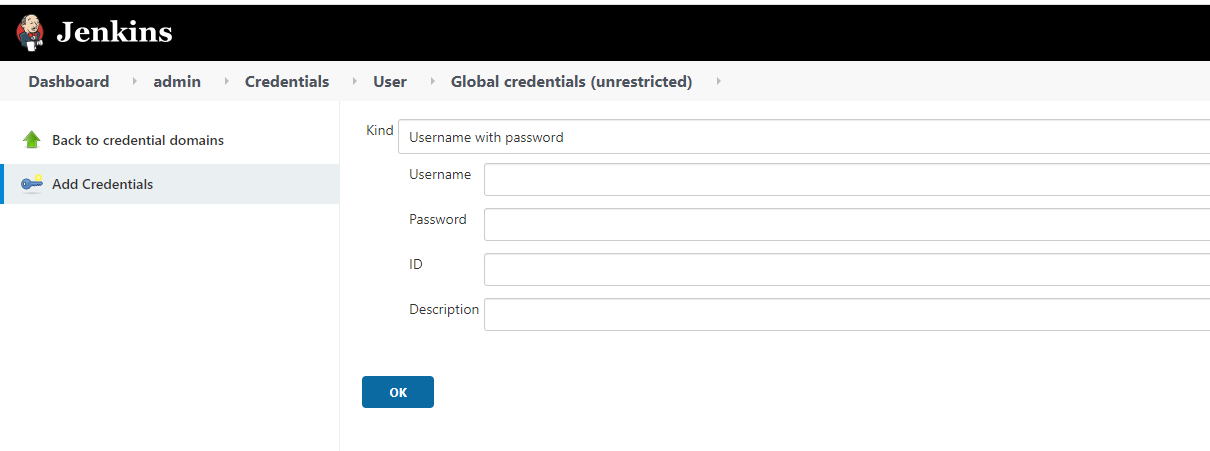 Jenkins
Dashboard admin Credentials User Global credentials (unrestricted)
Back to credential domains
Add Credentials
Kind Username with password
Username
Password
ID
Description
OK